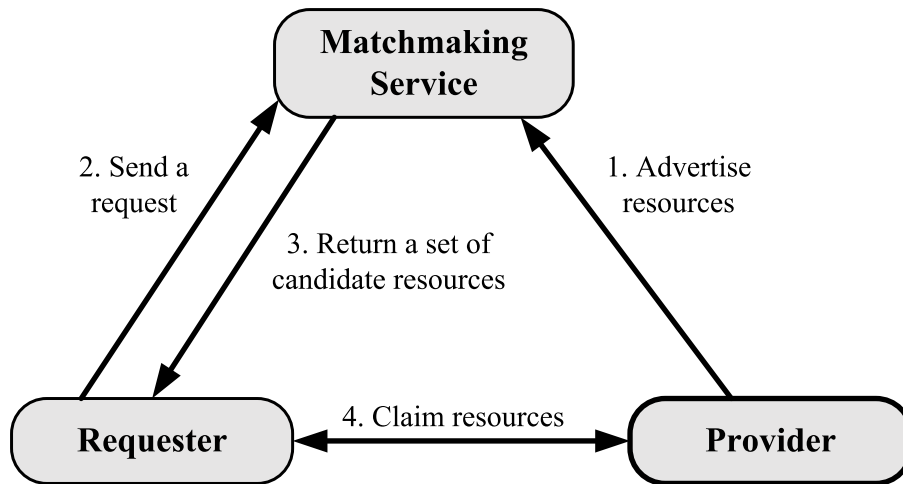 Matchmaking
Service
2. Send a
request
1. Advertise
resources
3. Return a set of
candidate resources
4. Claim resources
Requester
Provider